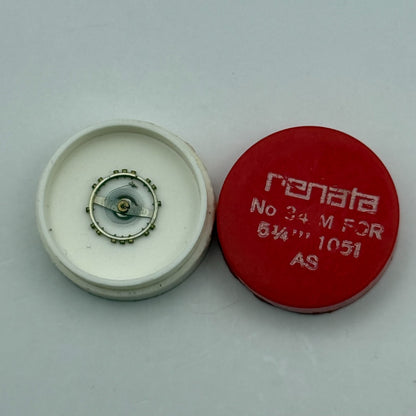 renata
No 34 M FOR
5¼''' 1051
AS